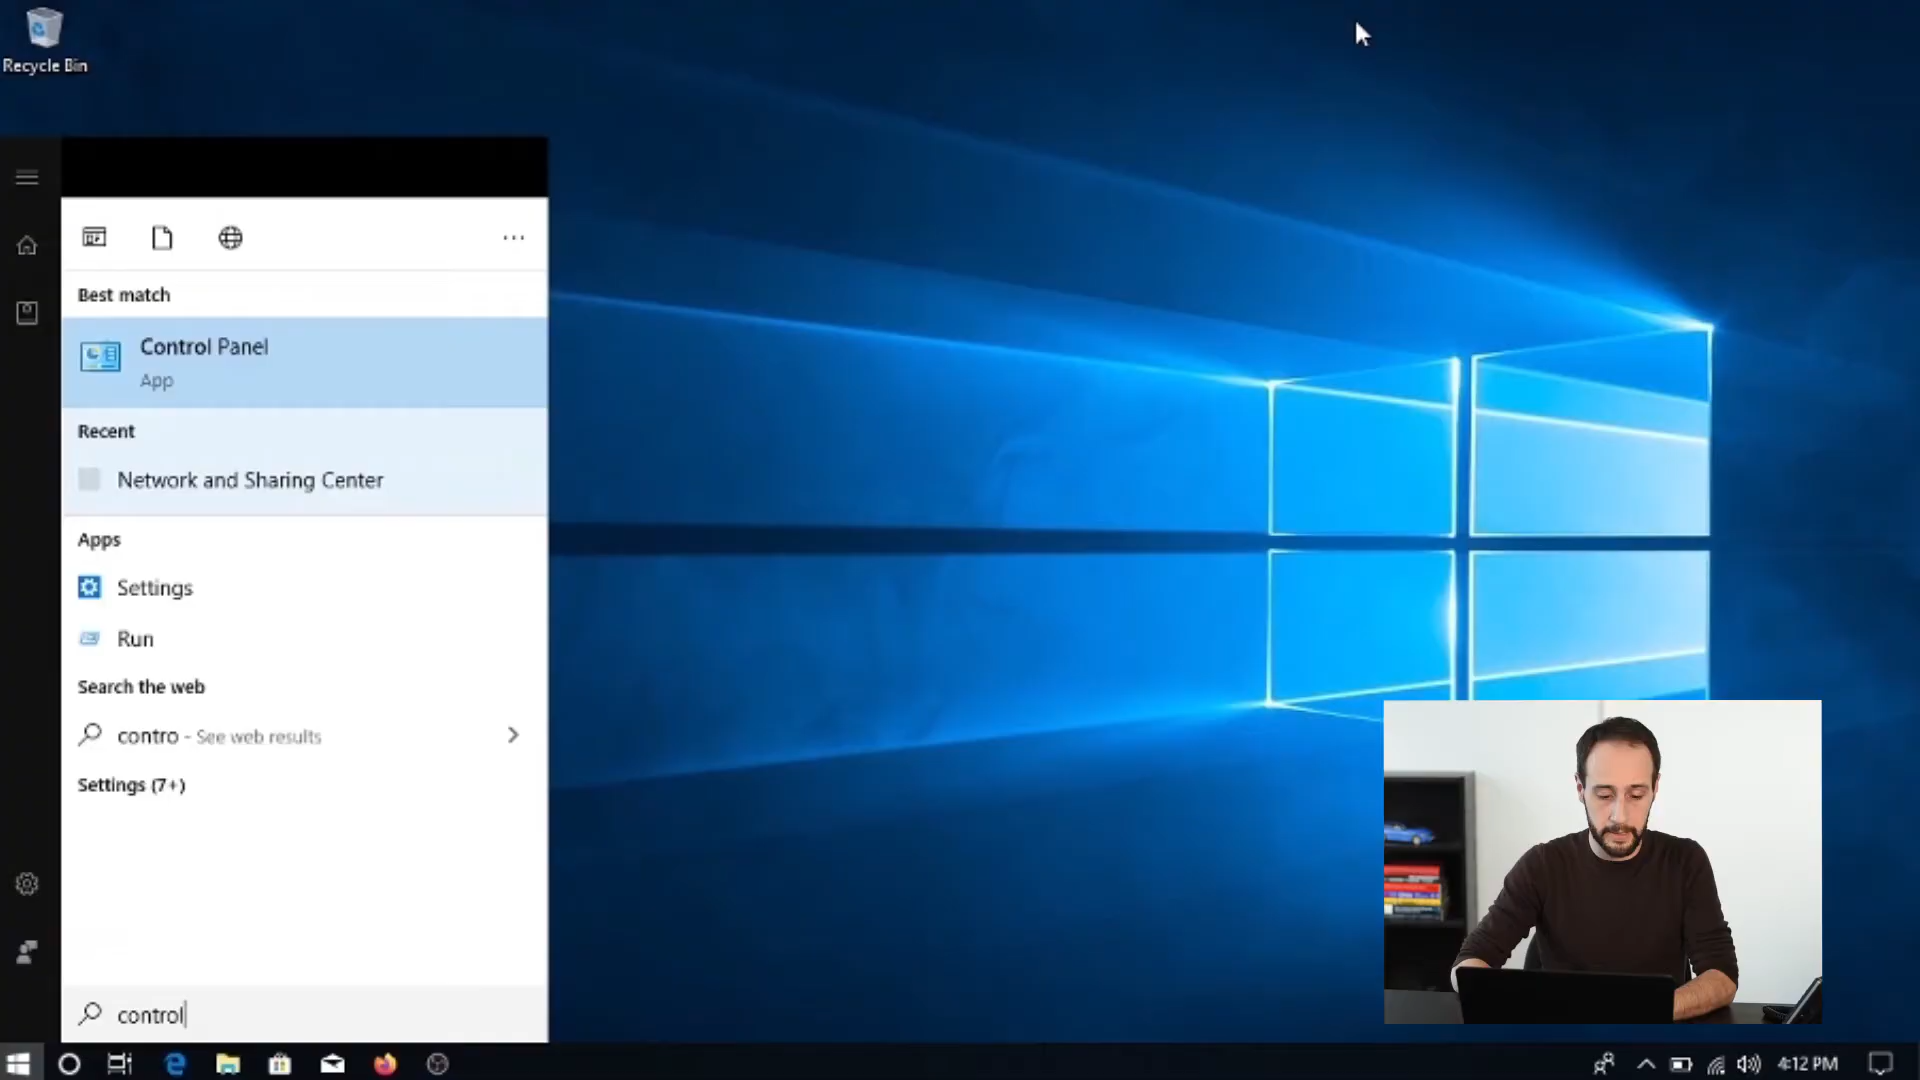 Recycle Bin
Best match
Control Panel
App
Recent
Network and Sharing Center
Apps
Settings
Run
Search the web
contro - See web results
Settings (7+)
control
4:12 PM